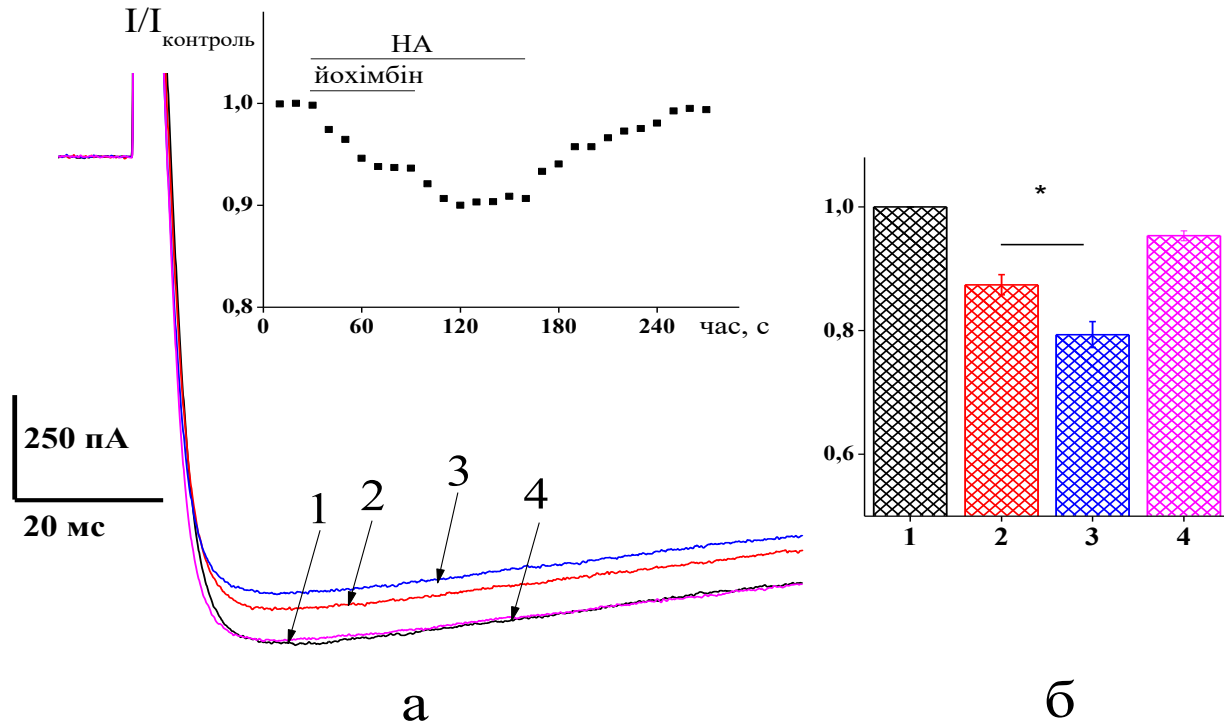 I/Iконтроль
НА
йохімбін
1,0
0,9
0,8
0 60 120 180 240 час, с
250 пА
20 мс
1 2 3 4
а
*
1,0
0,8
0,6
1 2 3 4
б